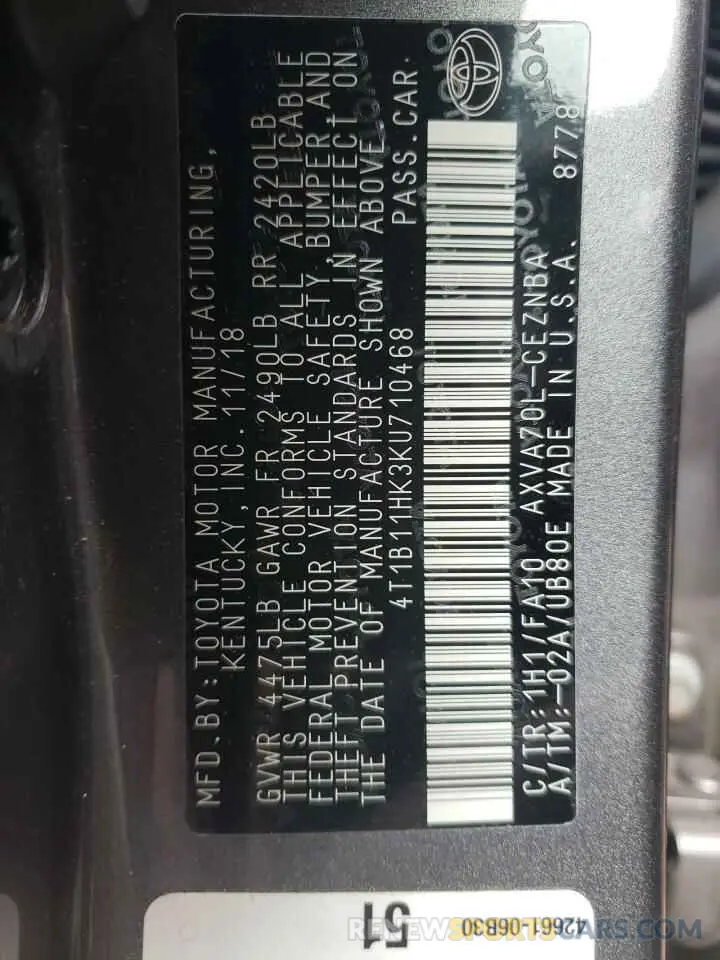 MFD.BY:TOYOTA MOTOR MANUFACTURING,
KENTUCKY,INC.11/18
GVWR 4475LB GAWR FR 2490LB RR 2420LB
THIS VEHICLE CONFORMS TO ALL APPLICABLE
FEDERAL MOTOR VEHICLE SAFETY, BUMPER AND
THEFT PREVENTION STANDARDS IN EFFECT ON
THE DATE OF MANUFACTURE SHOWN ABOVE.
4T1B11HK3KU710468 PASS.CAR.
C/TR:1H1/FA10 AXVA70L-CEZNBA
A/TM:-02A/UB80E MADE IN U.S.A. 8778
TOYOTA
51
42661-06B30
REVIEWSFORSPORTCARS.COM